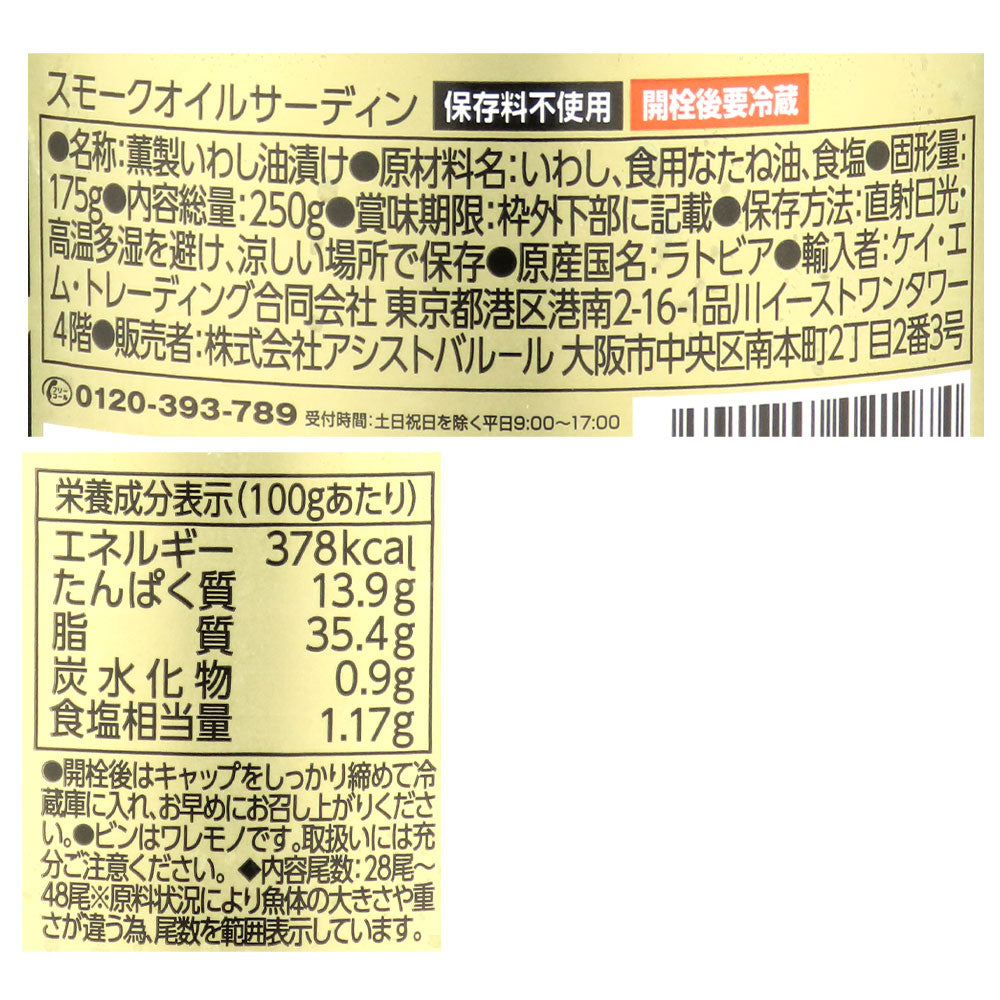 スモークオイルサーディン 保存料不使用 開栓後要冷蔵
●名称:薫製いわし油漬け●原材料名:いわし、食用なたね油、食塩●固形量:
175g●内容総量:250g●賞味期限:枠外下部に記載●保存方法:直射日光・
高温多湿を避け、涼しい場所で保存●原産国名:ラトビア●輸入者:ケイ・エ
ム・トレーディング合同会社 東京都港区港南2-16-1品川イーストワンタワー
4階●販売者:株式会社アシストバルール 大阪市中央区南本町2丁目2番3号
フリーコール 0120-393-789 受付時間:土日祝日を除く平日9:00～17:00
栄養成分表示(100gあたり)
エネルギー 378kcal
たんぱく質 13.9g
脂質 35.4g
炭水化物 0.9g
食塩相当量 1.17g
●開栓後はキャップをしっかり締めて冷
蔵庫に入れ、お早めにお召し上がりくださ
い。●ビンはワレモノです。取扱いには充
分ご注意ください。 ◆内容尾数:28尾～
48尾※原料状況により魚体の大きさや重
さが違う為、尾数を範囲表示しています。